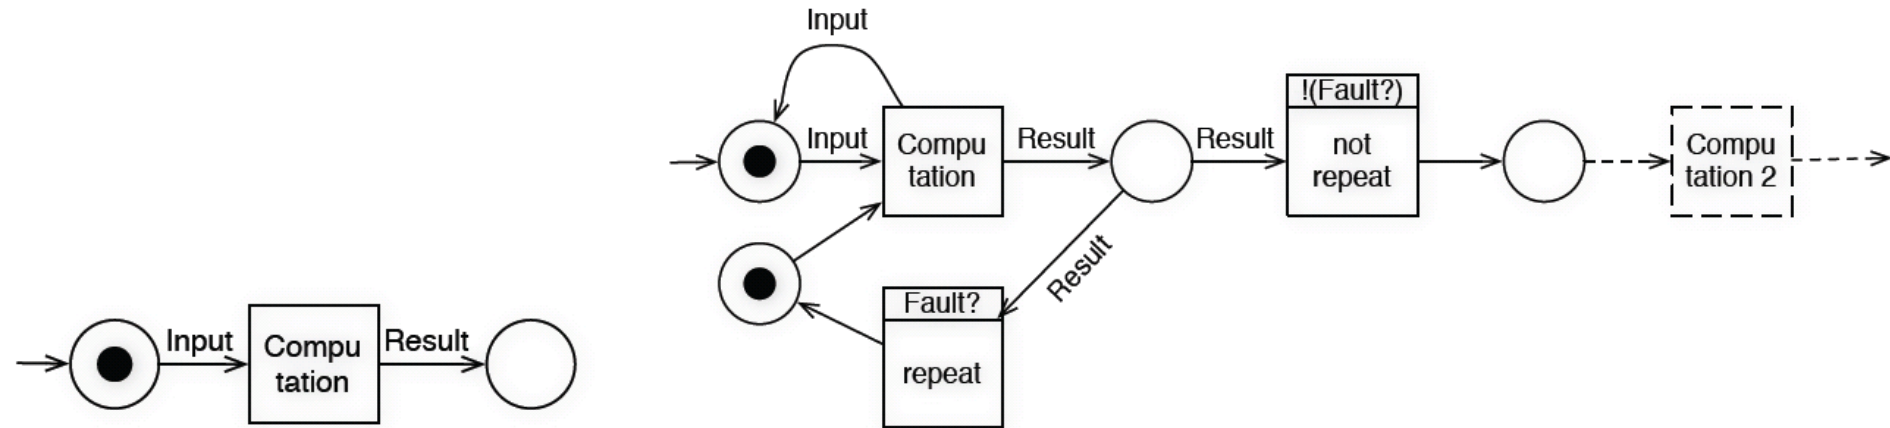 Input
Compu
tation
Result
Input
Input
Compu
tation
Result
Result
!(Fault?)
not
repeat
Compu
tation 2
Result
Fault?
repeat